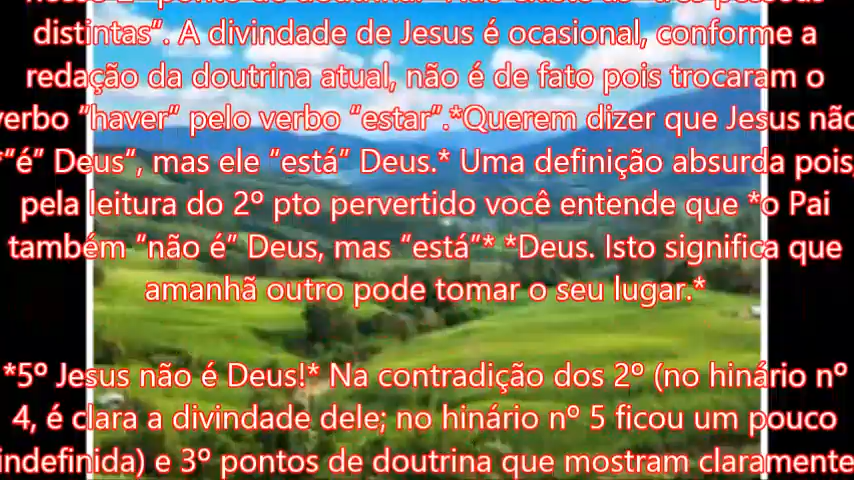 distintas". A divindade de Jesus é ocasional, conforme a
redação da doutrina atual, não é de fato pois trocaram o
verbo "haver" pelo verbo "estar".*Querem dizer que Jesus não
*"é" Deus", mas ele "está" Deus.* Uma definição absurda pois,
pela leitura do 2º pto pervertido você entende que *o Pai
também "não é" Deus, mas "está"* *Deus. Isto significa que
amanhã outro pode tomar o seu lugar.*
*5º Jesus não é Deus!* Na contradição dos 2º (no hinário nº
4, é clara a divindade dele; no hinário nº 5 ficou um pouco
indefinida) e 3º pontos de doutrina que mostram claramente